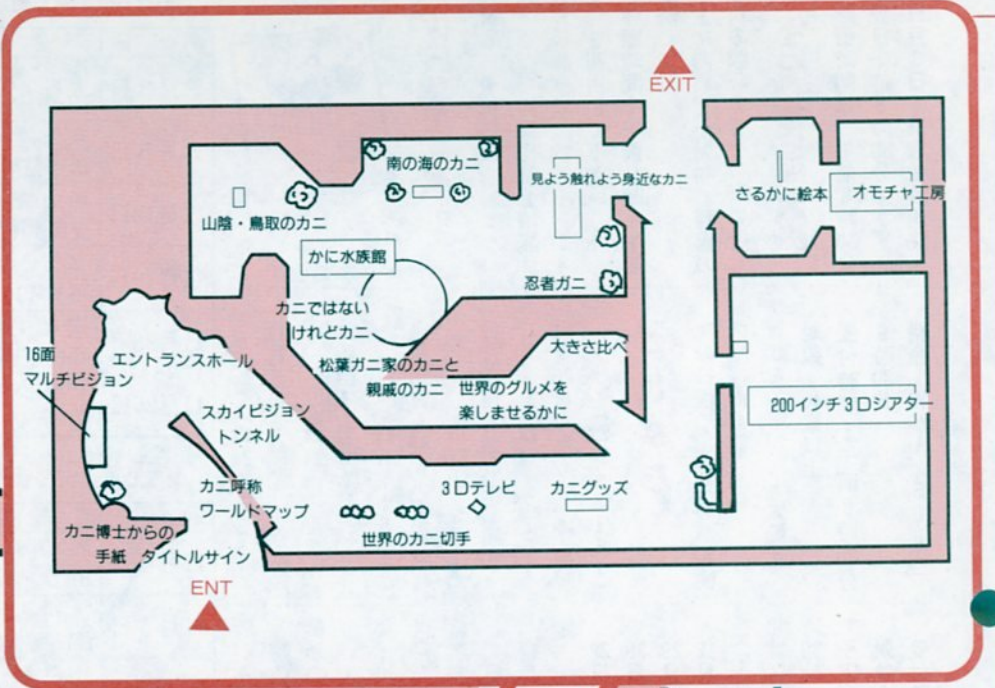 EXIT
南の海のカニ
見よう触れよう身近なカニ
さるかに絵本
オモチャ工房
山陰・鳥取のカニ
かに水族館
忍者ガニ
カニではない
けれどカニ
大きさ比べ
16面
マルチビジョン
エントランスホール
松葉ガニ家のカニと
親戚のカニ
世界のグルメを
楽しませるかに
200インチ3Dシアター
スカイビジョン
トンネル
カニ呼称
ワールドマップ
3Dテレビ
カニグッズ
世界のカニ切手
カニ博士からの
手紙
タイトルサイン
ENT